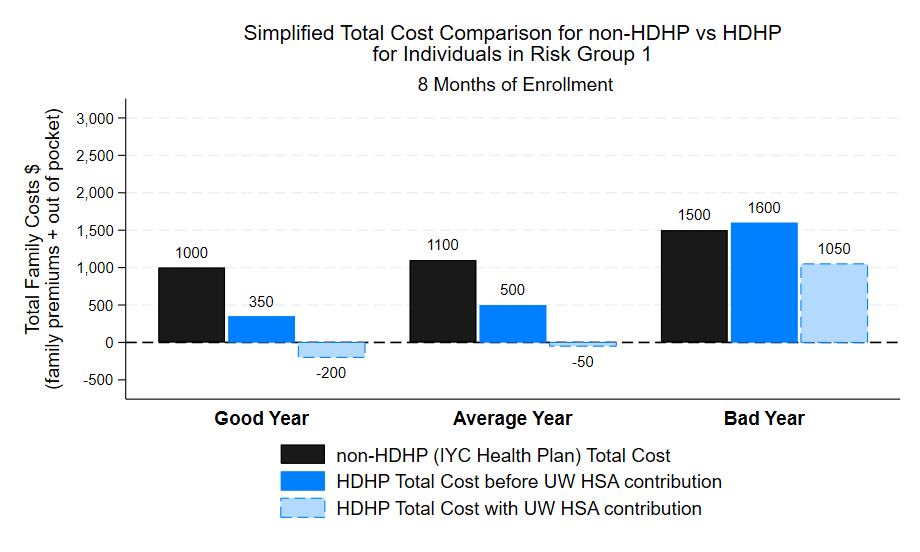 Simplified Total Cost Comparison for non-HDHP vs HDHP
for Individuals in Risk Group 1
8 Months of Enrollment
Total Family Costs $
(family premiums + out of pocket)
3,000
2,500
2,000
1,500
1,000
500
0
-500
1000
350
-200
1100
500
-50
1500
1600
1050
Good Year
Average Year
Bad Year
non-HDHP (IYC Health Plan) Total Cost
HDHP Total Cost before UW HSA contribution
HDHP Total Cost with UW HSA contribution